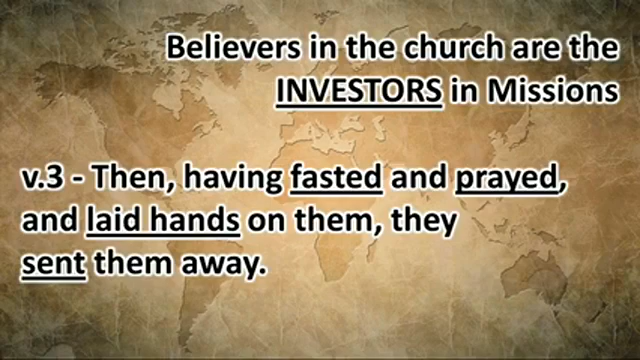 Believers in the church are the
INVESTORS in Missions
v.3 - Then, having fasted and prayed,
and laid hands on them, they
sent them away.